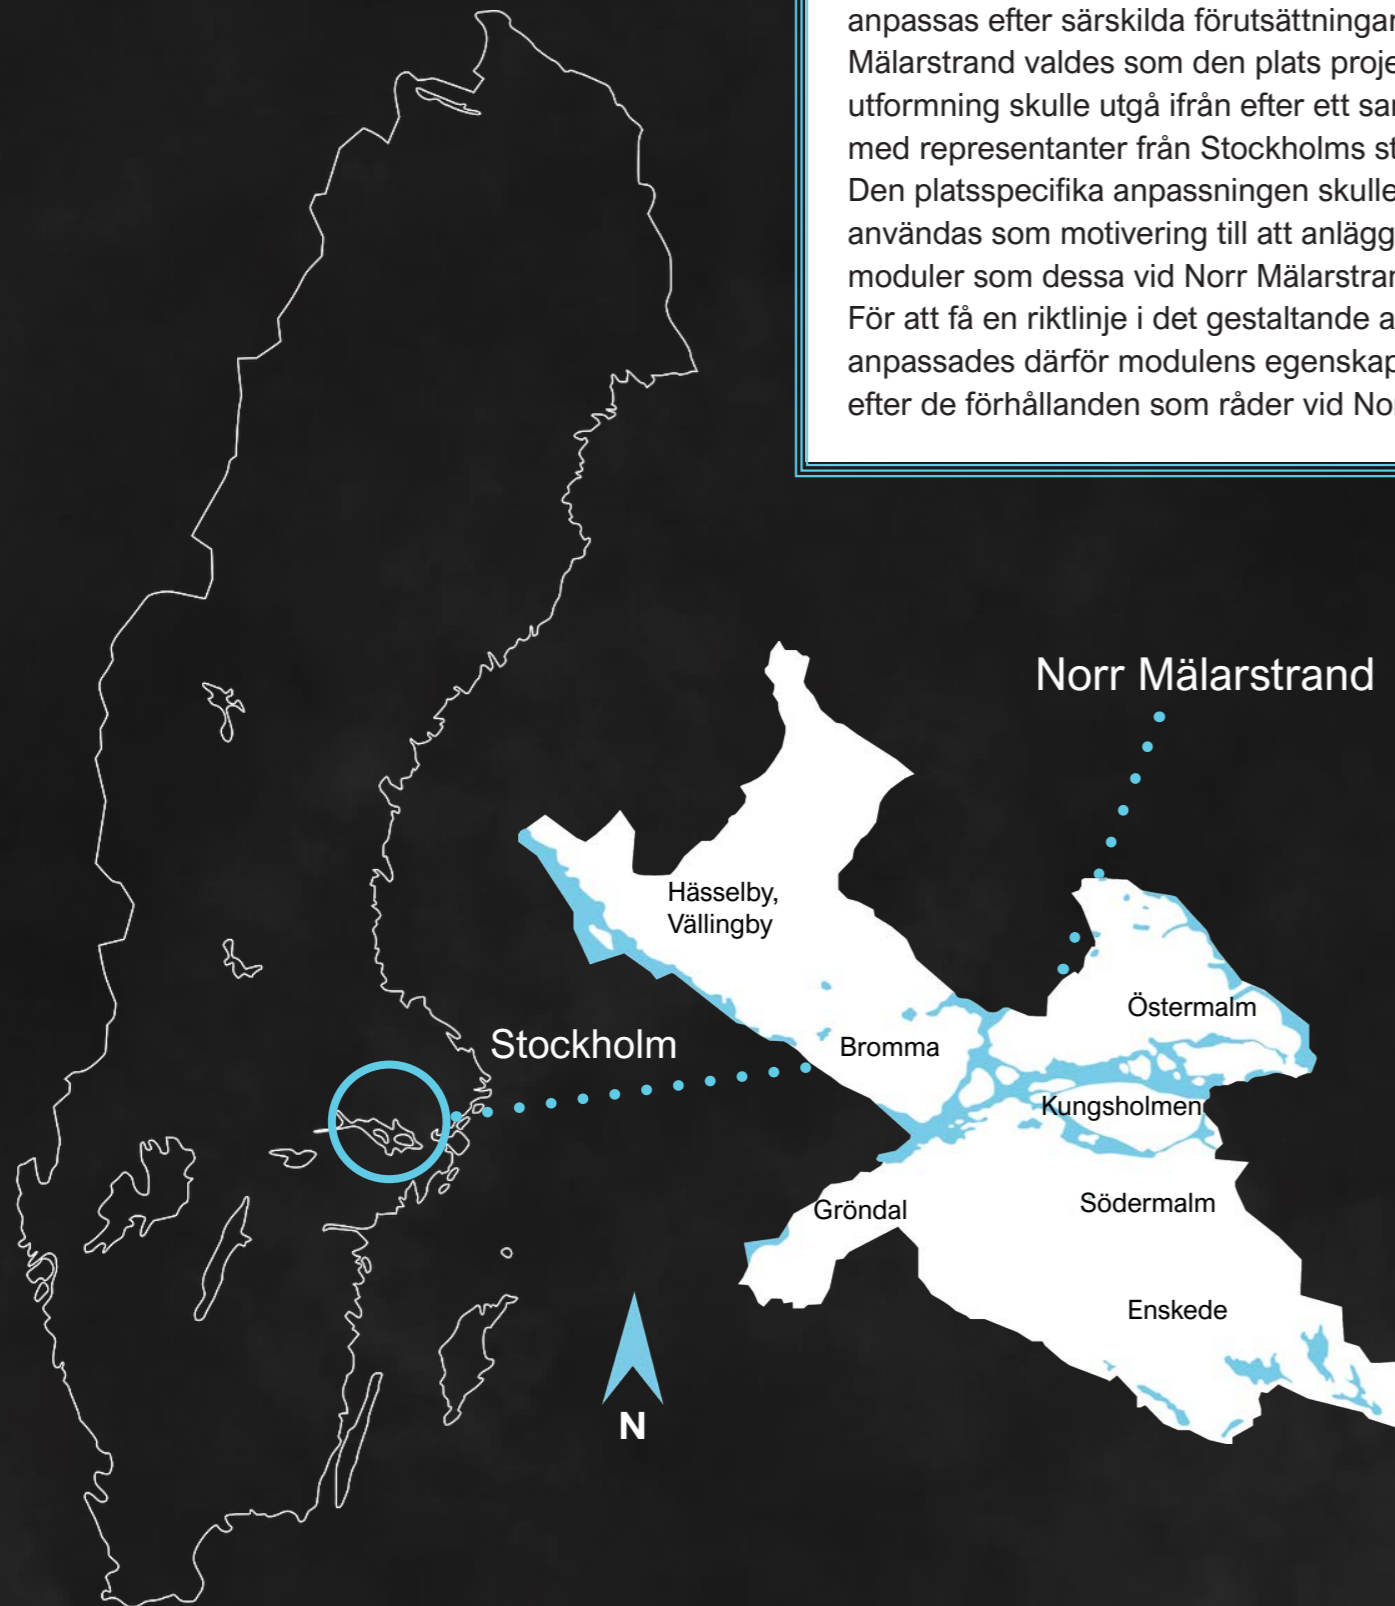 anpassas efter särskilda förutsättningar
Mälarstrand valdes som den plats proje
utformning skulle utgå ifrån efter ett sa
med representanter från Stockholms st
Den platsspecifika anpassningen skulle
användas som motivering till att anlägg
moduler som dessa vid Norr Mälarstran
För att få en riktlinje i det gestaltande a
anpassades därför modulens egenskap
efter de förhållanden som råder vid Nor
Norr Mälarstrand
Hässelby,
Vällingby
Östermalm
Stockholm
Bromma
Kungsholmen
Gröndal
Södermalm
Enskede
N